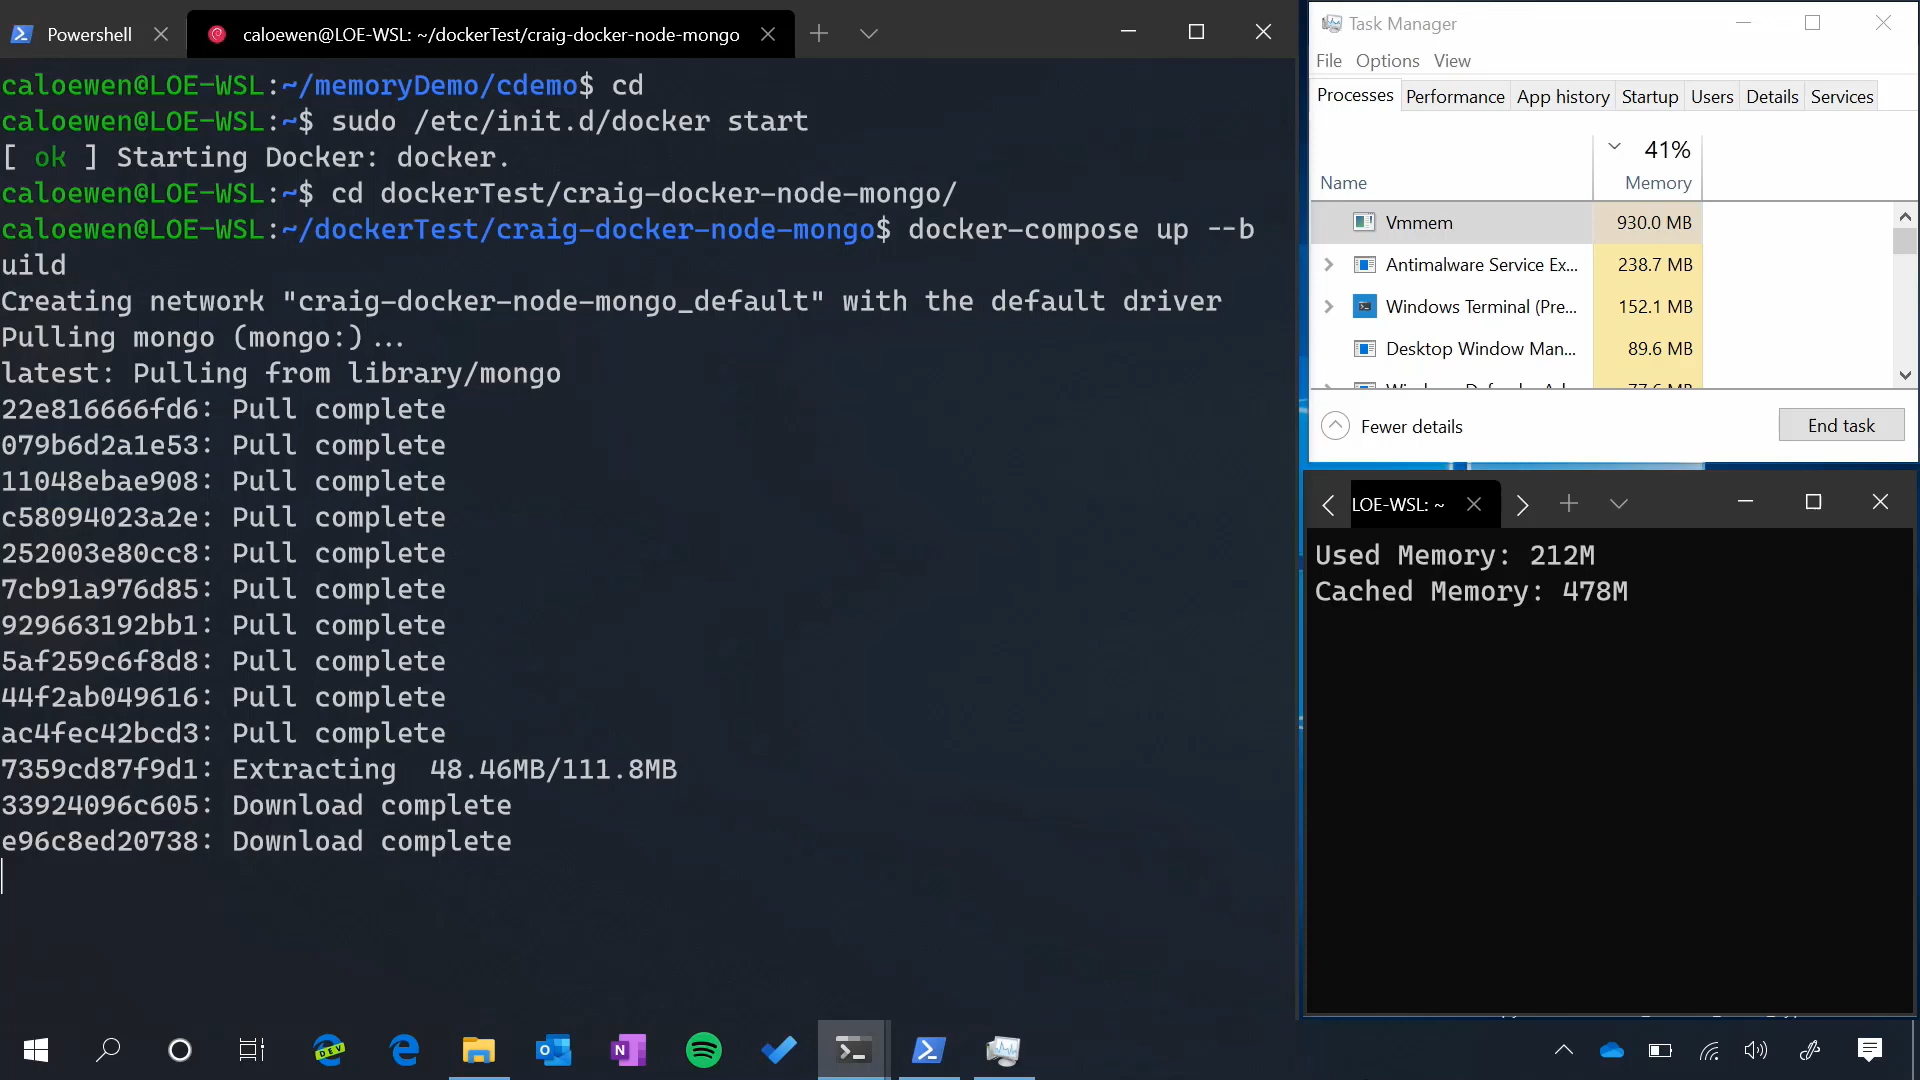 Powershell
caloewen@LOE-WSL: ~/dockerTest/craig-docker-node-mongo
caloewen@LOE-WSL:~/memoryDemo/cdemo$ cd
caloewen@LOE-WSL:~$ sudo /etc/init.d/docker start
[ ok ] Starting Docker: docker.
caloewen@LOE-WSL:~$ cd dockerTest/craig-docker-node-mongo/
caloewen@LOE-WSL:~/dockerTest/craig-docker-node-mongo$ docker-compose up --b
uild
Creating network "craig-docker-node-mongo_default" with the default driver
Pulling mongo (mongo:)...
latest: Pulling from library/mongo
22e816666fd6: Pull complete
079b6d2a1e53: Pull complete
11048ebae908: Pull complete
c58094023a2e: Pull complete
252003e80cc8: Pull complete
7cb91a976d85: Pull complete
929663192bb1: Pull complete
5af259c6f8d8: Pull complete
44f2ab049616: Pull complete
ac4fec42bcd3: Pull complete
7359cd87f9d1: Extracting  48.46MB/111.8MB
33924096c605: Download complete
e96c8ed20738: Download complete
Task Manager
File Options View
Processes Performance App history Startup Users Details Services
41%
Name Memory
Vmmem 930.0 MB
Antimalware Service Ex... 238.7 MB
Windows Terminal (Pre... 152.1 MB
Desktop Window Man... 89.6 MB
Fewer details End task
LOE-WSL: ~
Used Memory: 212M
Cached Memory: 478M
DEV